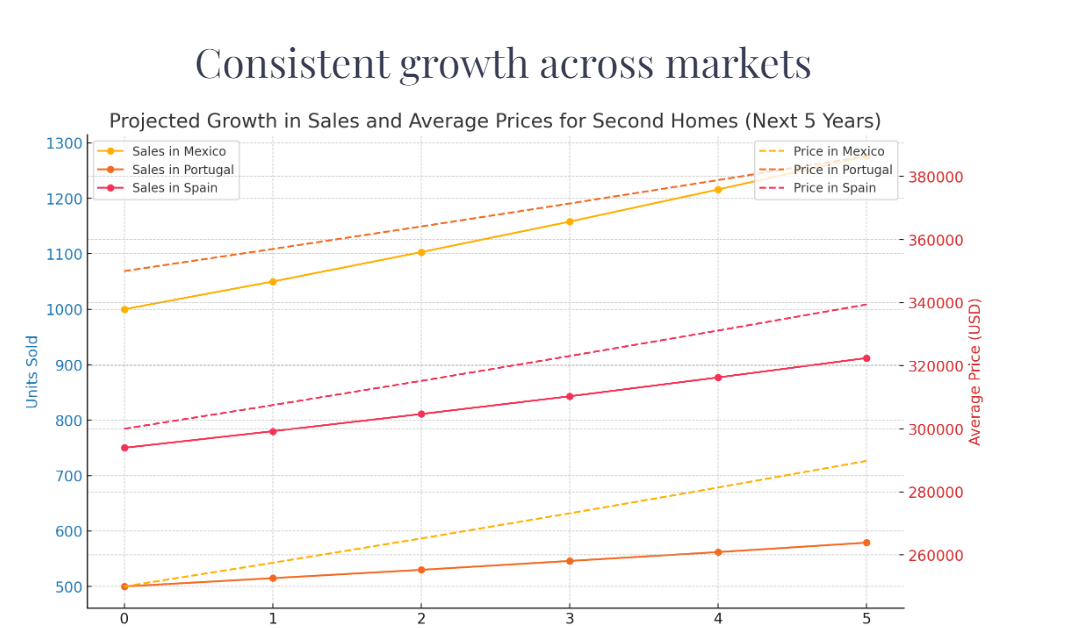 Consistent growth across markets
Projected Growth in Sales and Average Prices for Second Homes (Next 5 Years)
Sales in Mexico
Sales in Portugal
Sales in Spain
Price in Mexico
Price in Portugal
Price in Spain
Units Sold
1300
1200
1100
1000
900
800
700
600
500
380000
360000
340000
320000
300000
280000
260000
Average Price (USD)
0 1 2 3 4 5